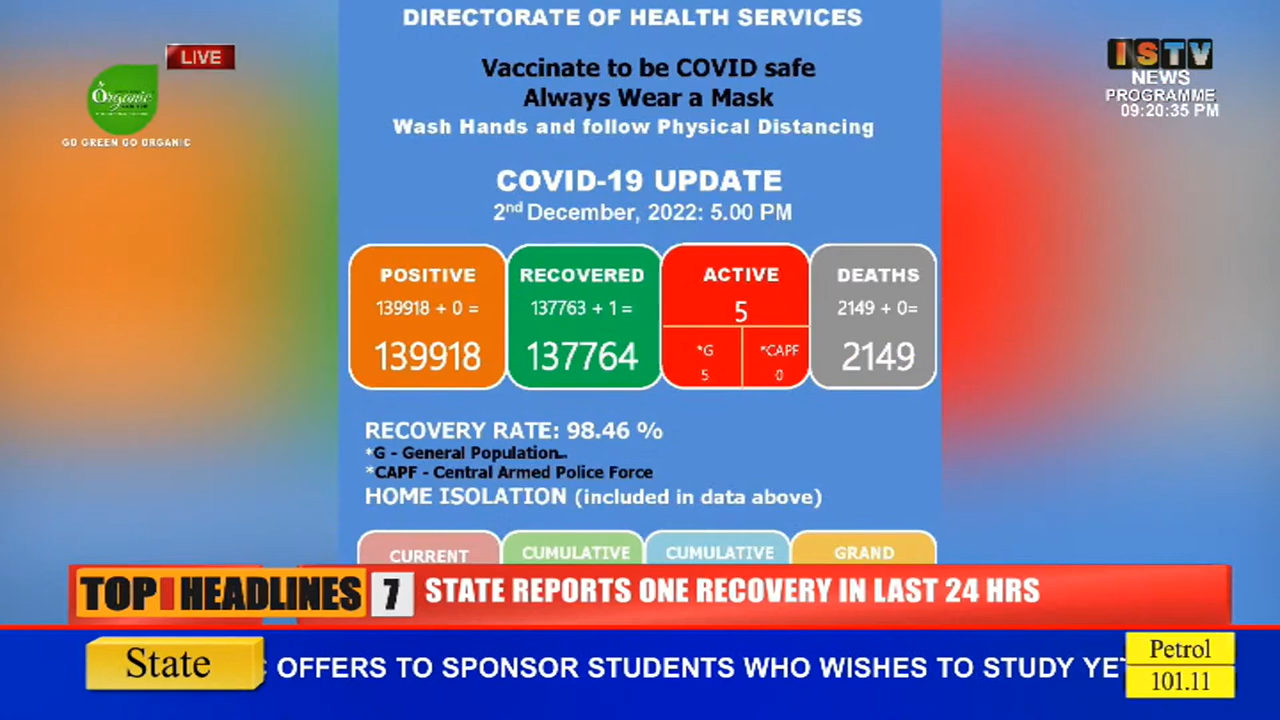 DIRECTORATE OF HEALTH SERVICES
LIVE
Organic
GO GREEN GO ORGANIC
ISTV
NEWS
PROGRAMME
09:20:35 PM
Vaccinate to be COVID safe
Always Wear a Mask
Wash Hands and follow Physical Distancing
COVID-19 UPDATE
2nd December, 2022: 5.00 PM
POSITIVE
139918 + 0 =
139918
RECOVERED
137763 + 1 =
137764
ACTIVE
5
*G
5
*CAPF
0
DEATHS
2149 + 0=
2149
RECOVERY RATE: 98.46 %
*G - General Population..
*CAPF - Central Armed Police Force
HOME ISOLATION (included in data above)
CURRENT
CUMULATIVE
CUMULATIVE
GRAND
TOP HEADLINES 7 STATE REPORTS ONE RECOVERY IN LAST 24 HRS
State
OFFERS TO SPONSOR STUDENTS WHO WISHES TO STUDY
Petrol
101.11